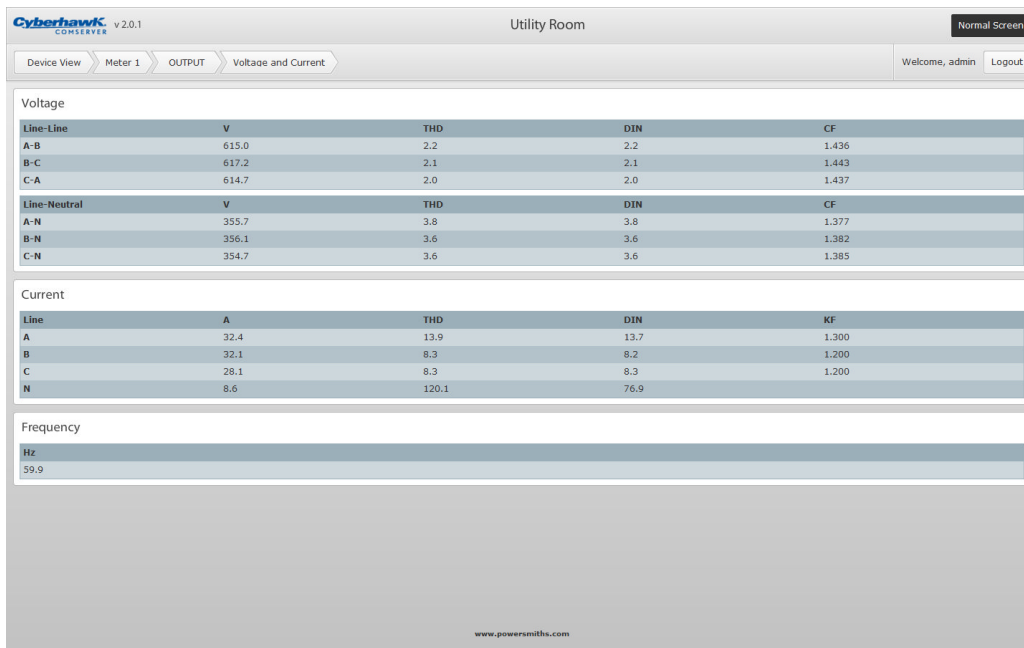 Cyberhawk. v 2.0.1 Utility Room Normal Screen
COMSERVER
Device View Meter 1 OUTPUT Voltage and Current Welcome, admin Logout
Voltage
Line-Line V THD DIN CF
A-B 615.0 2.2 2.2 1.436
B-C 617.2 2.1 2.1 1.443
C-A 614.7 2.0 2.0 1.437
Line-Neutral V THD DIN CF
A-N 355.7 3.8 3.8 1.377
B-N 356.1 3.6 3.6 1.382
C-N 354.7 3.6 3.6 1.385
Current
Line A THD DIN KF
A 32.4 13.9 13.7 1.300
B 32.1 8.3 8.2 1.200
C 28.1 8.3 8.3 1.200
N 8.6 120.1 76.9
Frequency
Hz
59.9
www.powersmiths.com